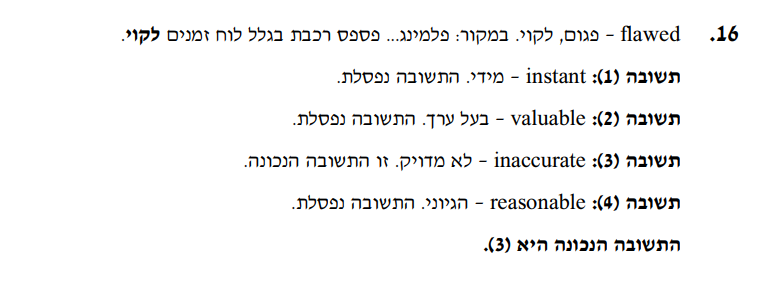 16. flawed – פגום, לקוי. במקור: פלמינג... פספס רכבת בגלל לוח זמנים לקוי.
תשובה (1): instant – מידי. התשובה נפסלת.
תשובה (2): valuable – בעל ערך. התשובה נפסלת.
תשובה (3): inaccurate – לא מדויק. זו התשובה הנכונה.
תשובה (4): reasonable – הגיוני. התשובה נפסלת.
התשובה הנכונה היא (3).